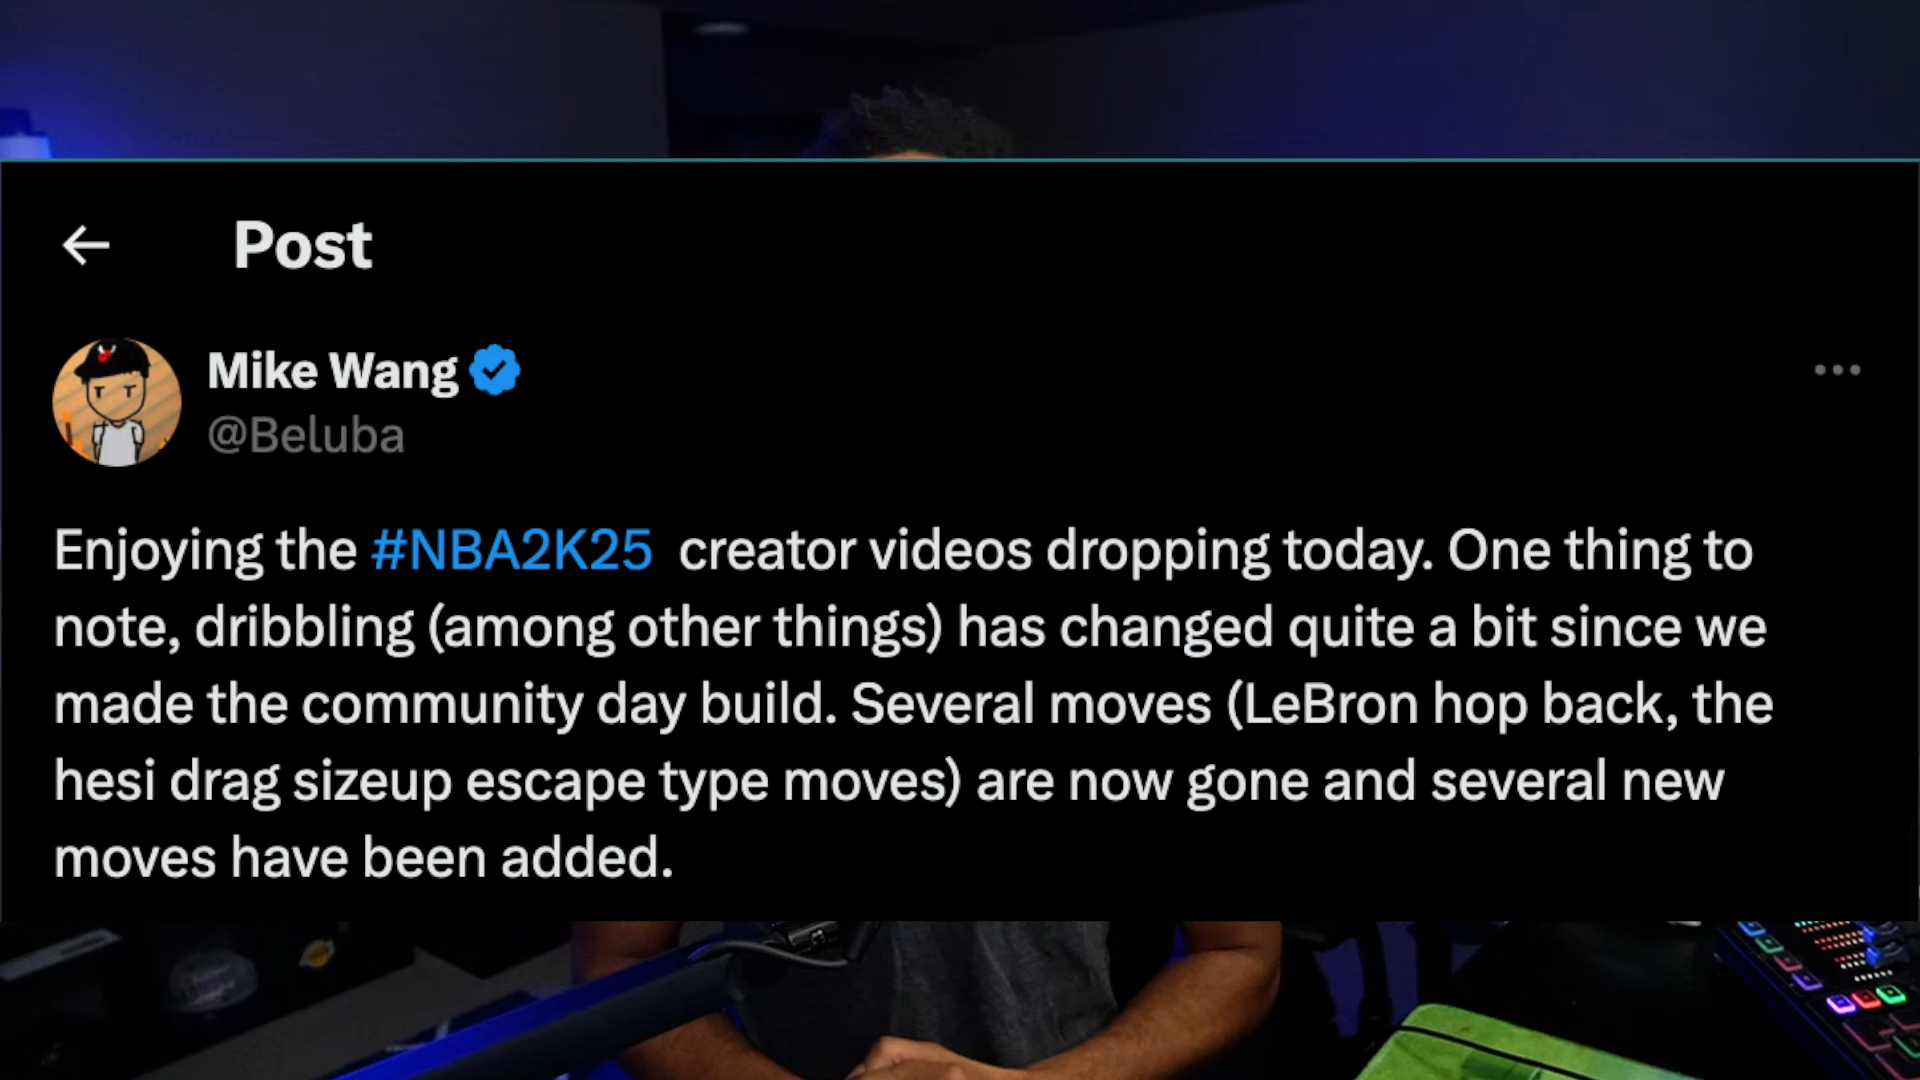 Post
Mike Wang
@Beluba
Enjoying the #NBA2K25 creator videos dropping today. One thing to
note, dribbling (among other things) has changed quite a bit since we
made the community day build. Several moves (LeBron hop back, the
hesi drag sizeup escape type moves) are now gone and several new
moves have been added.